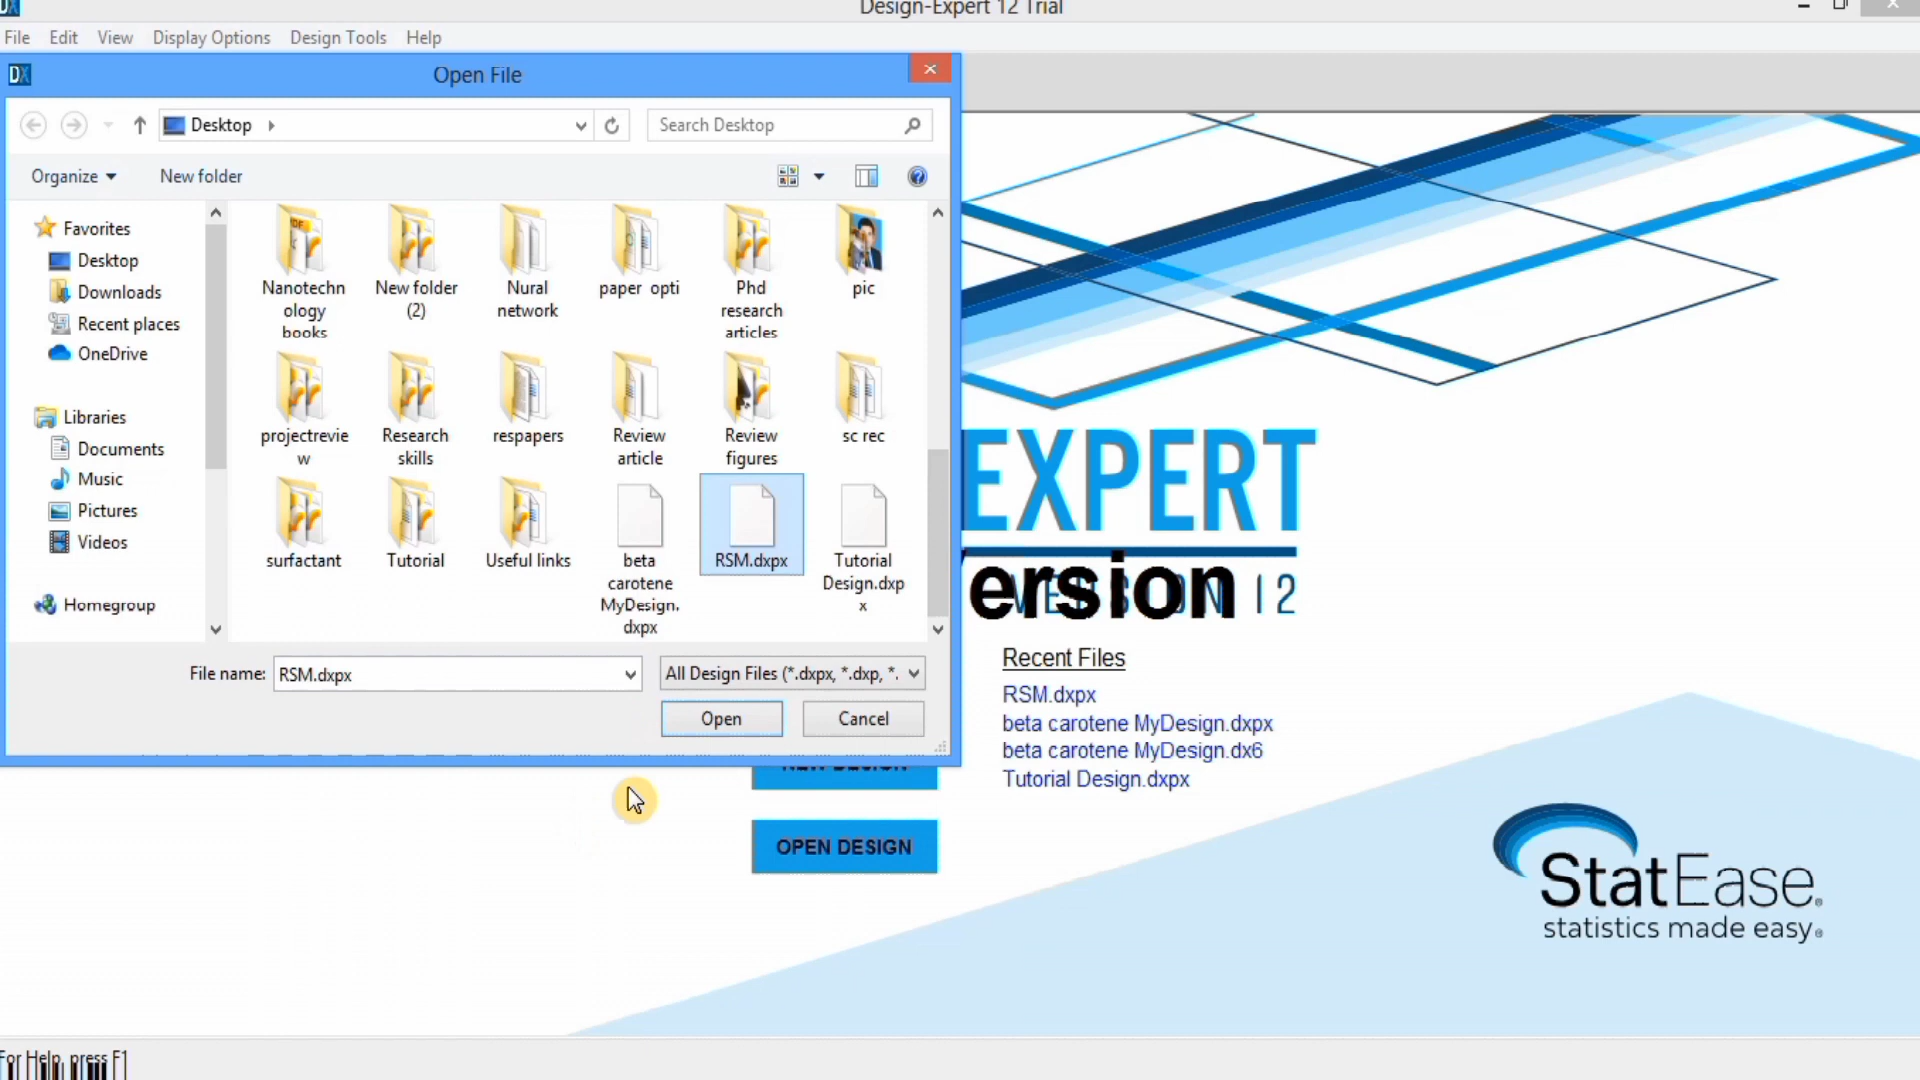 Design-Expert 12 Trial
File Edit View Display Options Design Tools Help
DX Open File
Desktop
Search Desktop
Organize New folder
Favorites
Desktop
Downloads
Recent places
OneDrive
Libraries
Documents
Music
Pictures
Videos
Homegroup
Nanotechn
ology
books
New folder
(2)
Nural
network
paper opti
Phd
research
articles
pic
projectrevie
w
Research
skills
respapers
Review
article
Review
figures
sc rec
surfactant
Tutorial
Useful links
beta
carotene
MyDesign.
dxpx
RSM.dxpx
Tutorial
Design.dxp
x
File name: RSM.dxpx
All Design Files (*.dxpx, *.dxp, *.
Open Cancel
EXPERT
VERSION 12
ersion
Recent Files
RSM.dxpx
beta carotene MyDesign.dxpx
beta carotene MyDesign.dx6
Tutorial Design.dxpx
NEW DESIGN
OPEN DESIGN
StatEase®
statistics made easy®
For Help, press F1